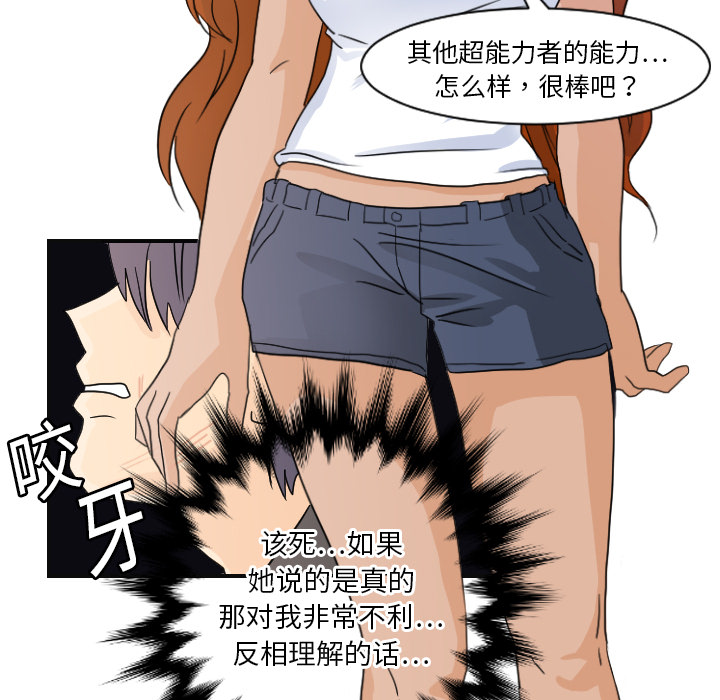 其他超能力者的能力...
怎么样，很棒吧？
咬牙
该死...如果
她说的是真的
那对我非常不利...
反相理解的话...